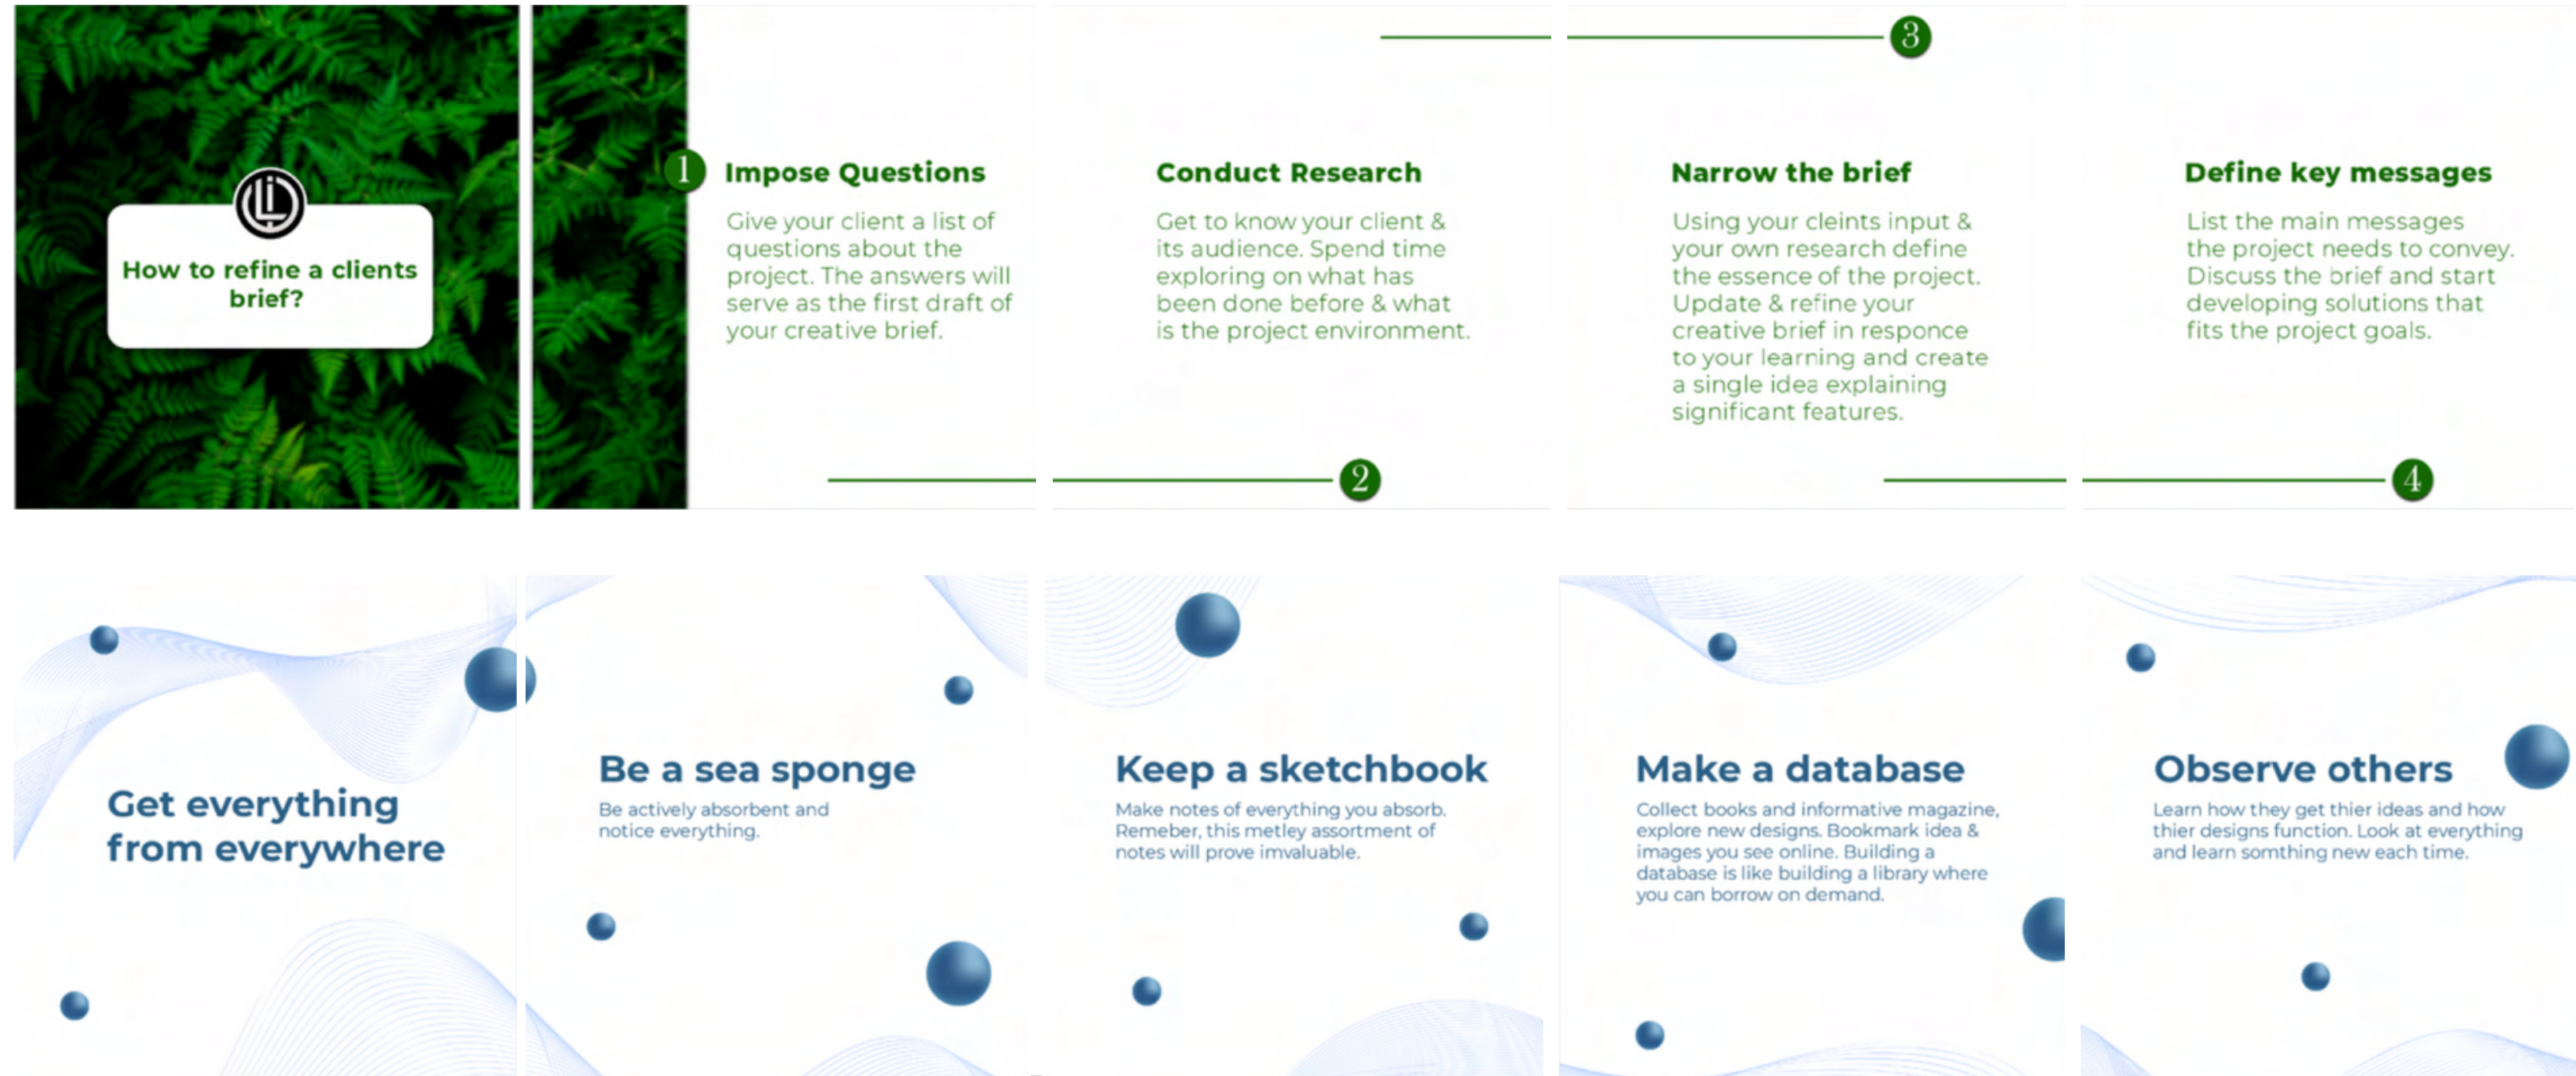 How to refine a clients
brief?
1
Impose Questions
Give your client a list of
questions about the
project. The answers will
serve as the first draft of
your creative brief.
Conduct Research
Get to know your client &
its audience. Spend time
exploring on what has
been done before & what
is the project environment.
2
3
Narrow the brief
Using your cleints input &
your own research define
the essence of the project.
Update & refine your
creative brief in responce
to your learning and create
a single idea explaining
significant features.
Define key messages
List the main messages
the project needs to convey.
Discuss the brief and start
developing solutions that
fits the project goals.
4
Get everything
from everywhere
Be a sea sponge
Be actively absorbent and
notice everything.
Keep a sketchbook
Make notes of everything you absorb.
Remeber, this metley assortment of
notes will prove imvaluable.
Make a database
Collect books and informative magazine,
explore new designs. Bookmark idea &
images you see online. Building a
database is like building a library where
you can borrow on demand.
Observe others
Learn how they get thier ideas and how
thier designs function. Look at everything
and learn somthing new each time.